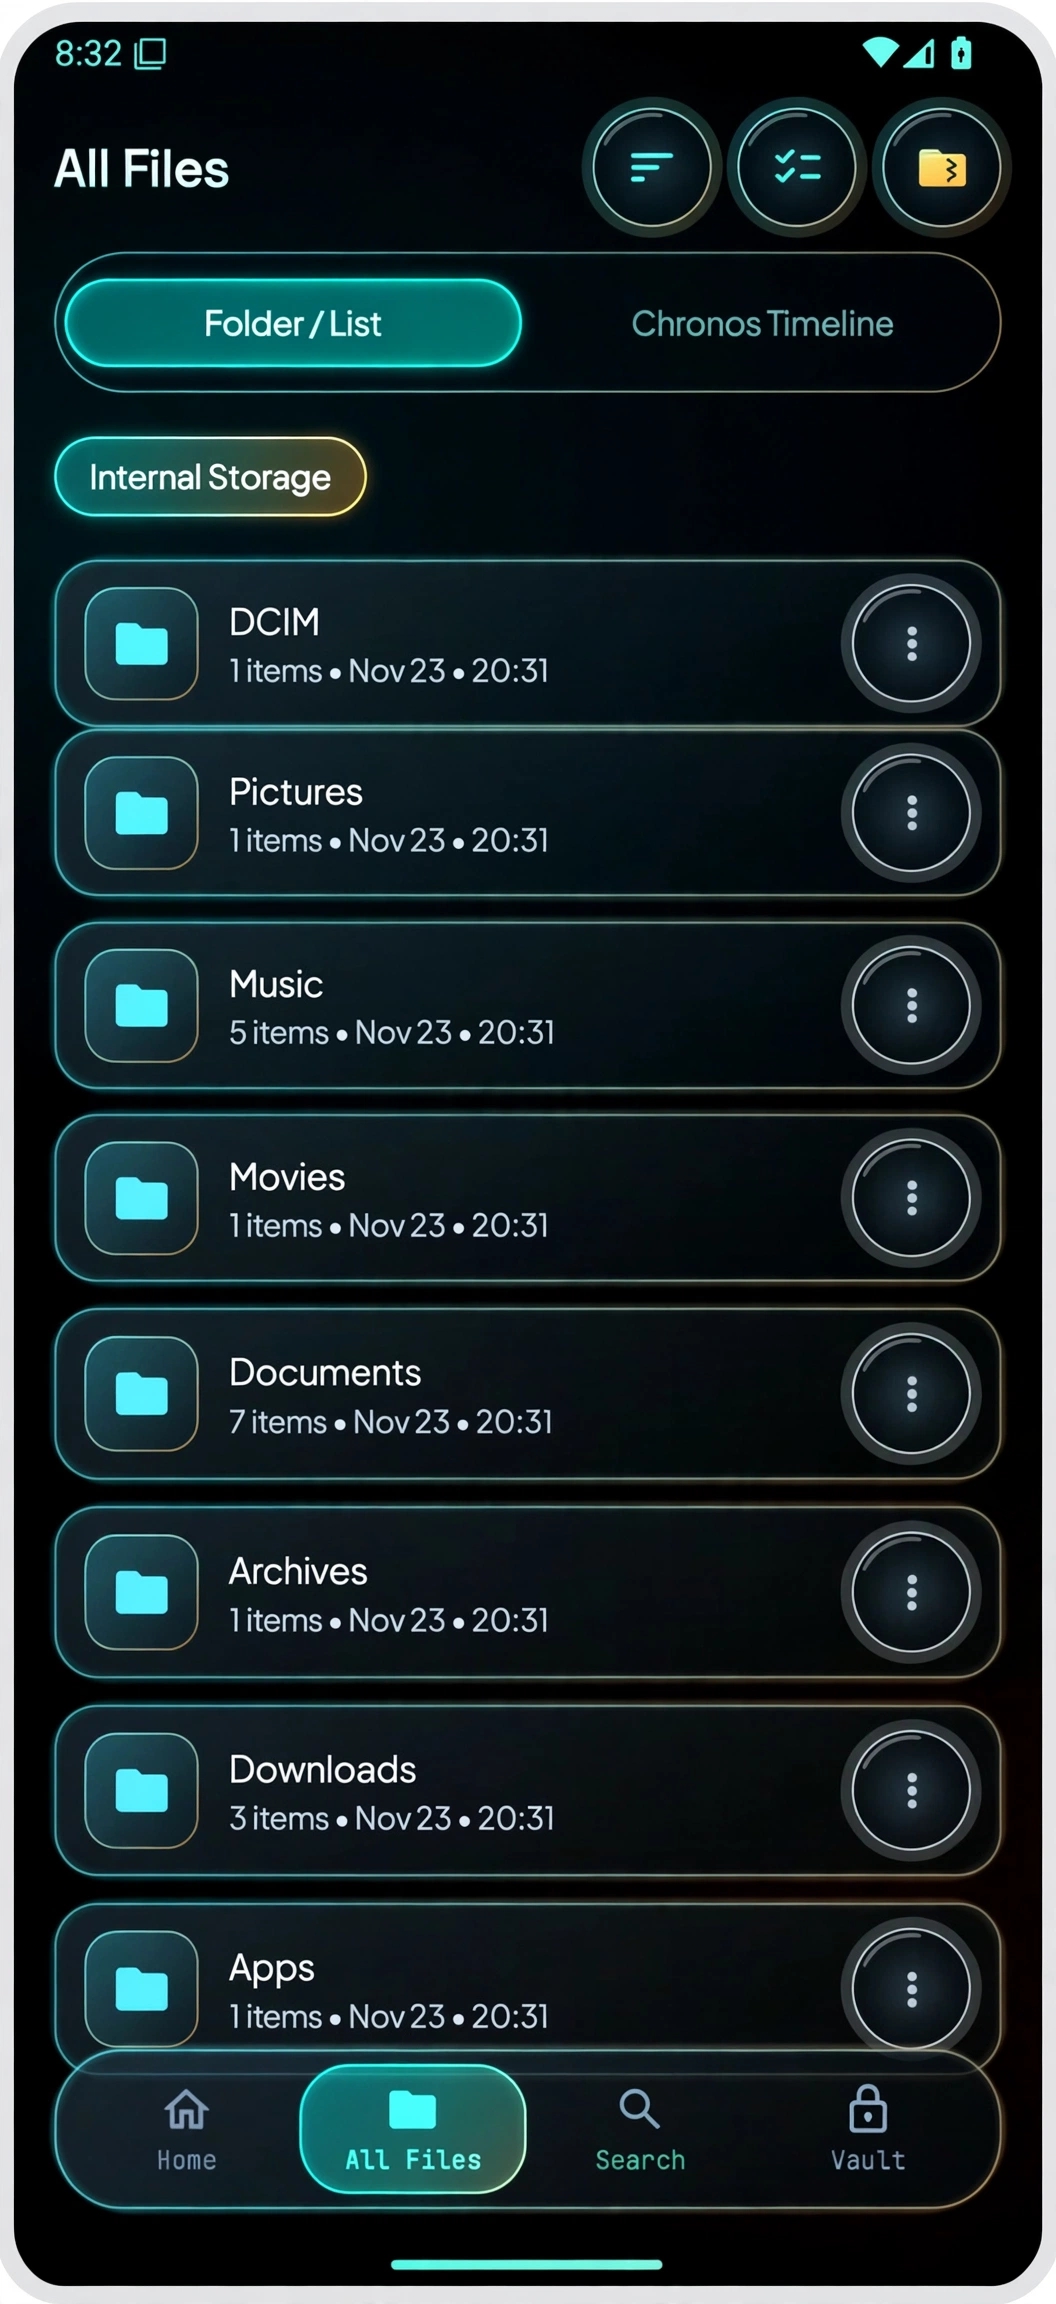 8:32
All Files
Folder / List
Chronos Timeline
Internal Storage
DCIM
1 items • Nov 23 • 20:31
Pictures
1 items • Nov 23 • 20:31
Music
5 items • Nov 23 • 20:31
Movies
1 items • Nov 23 • 20:31
Documents
7 items • Nov 23 • 20:31
Archives
1 items • Nov 23 • 20:31
Downloads
3 items • Nov 23 • 20:31
Apps
1 items • Nov 23 • 20:31
Home
All Files
Search
Vault